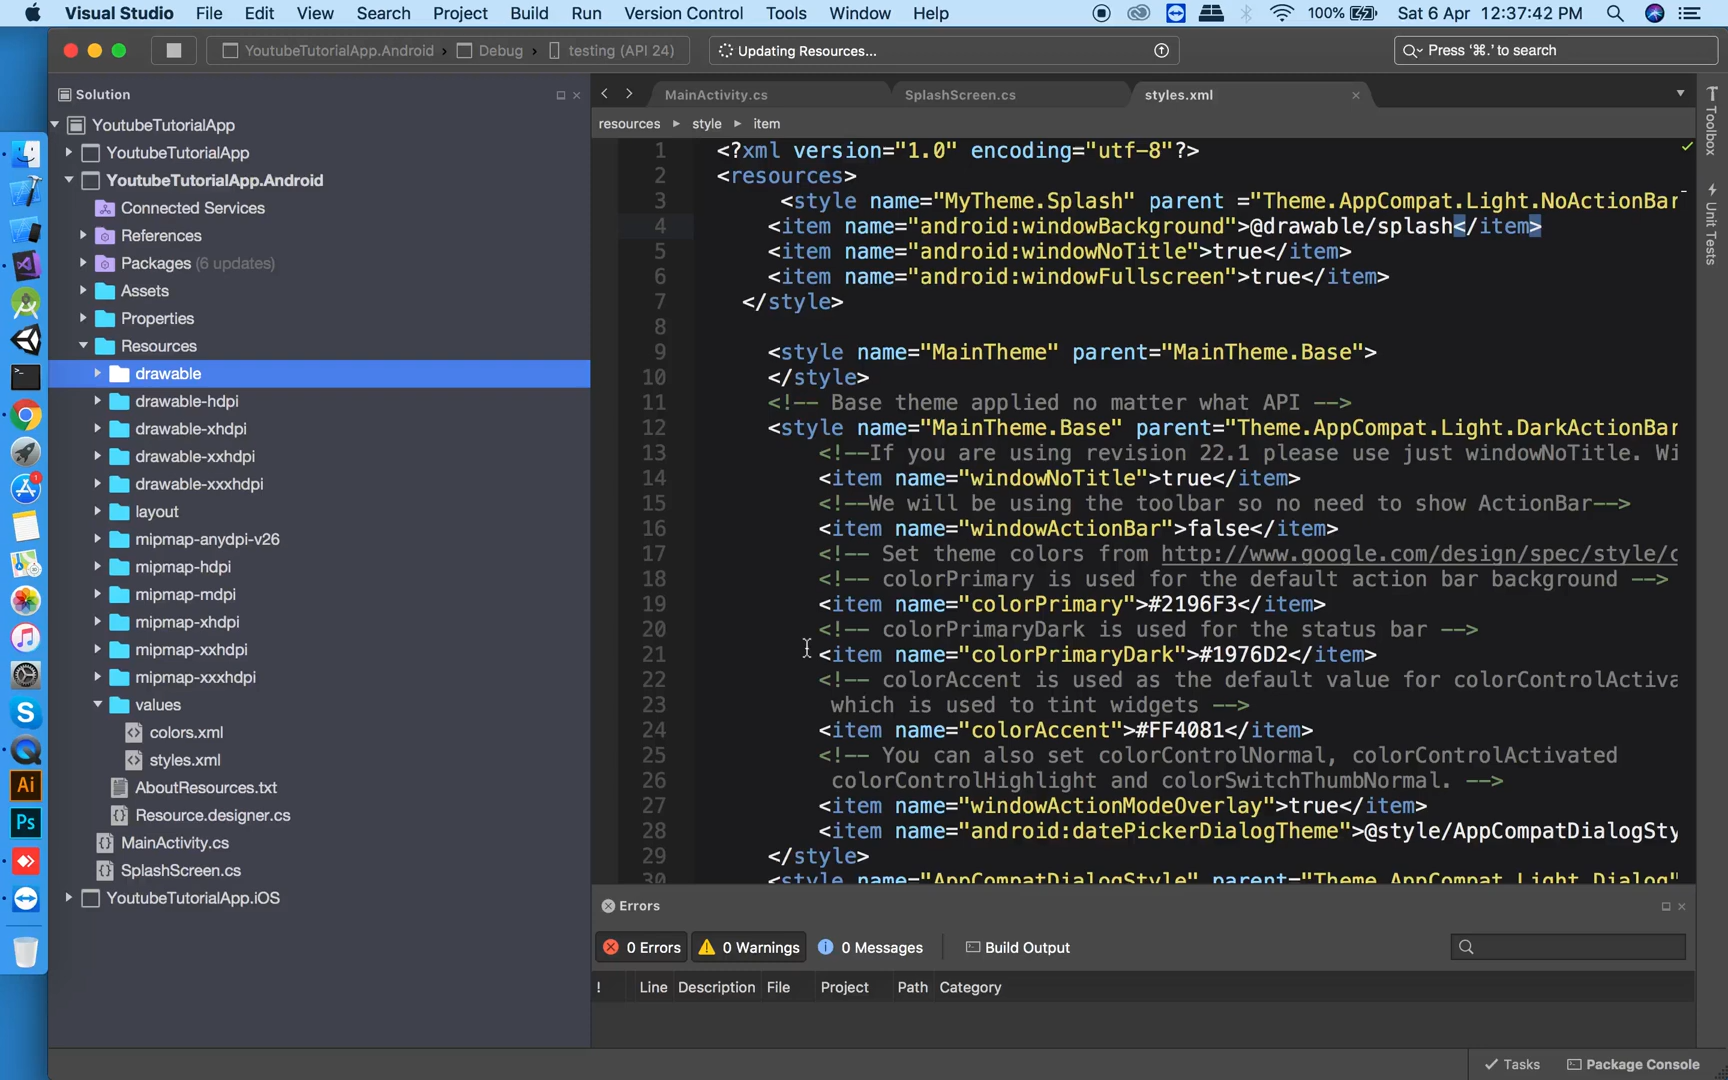 Visual Studio File Edit View Search Project Build Run Version Control Tools Window Help 100% Sat 6 Apr 12:37:42 PM
YoutubeTutorialApp.Android Debug testing (API 24) Updating Resources... Press ‘⌘.’ to search
Solution
YoutubeTutorialApp
YoutubeTutorialApp
YoutubeTutorialApp.Android
Connected Services
References
Packages (6 updates)
Assets
Properties
Resources
drawable
drawable-hdpi
drawable-xhdpi
drawable-xxhdpi
drawable-xxxhdpi
layout
mipmap-anydpi-v26
mipmap-hdpi
mipmap-mdpi
mipmap-xhdpi
mipmap-xxhdpi
mipmap-xxxhdpi
values
colors.xml
styles.xml
AboutResources.txt
Resource.designer.cs
MainActivity.cs
SplashScreen.cs
YoutubeTutorialApp.iOS
MainActivity.cs SplashScreen.cs styles.xml
resources style item
1 <?xml version="1.0" encoding="utf-8"?>
2 <resources>
3 <style name="MyTheme.Splash" parent ="Theme.AppCompat.Light.NoActionBar
4 <item name="android:windowBackground">@drawable/splash</item>
5 <item name="android:windowNoTitle">true</item>
6 <item name="android:windowFullscreen">true</item>
7 </style>
8
9 <style name="MainTheme" parent="MainTheme.Base">
10 </style>
11 <!-- Base theme applied no matter what API -->
12 <style name="MainTheme.Base" parent="Theme.AppCompat.Light.DarkActionBar
13 <!--If you are using revision 22.1 please use just windowNoTitle. Wi
14 <item name="windowNoTitle">true</item>
15 <!--We will be using the toolbar so no need to show ActionBar-->
16 <item name="windowActionBar">false</item>
17 <!-- Set theme colors from http://www.google.com/design/spec/style/c
18 <!-- colorPrimary is used for the default action bar background -->
19 <item name="colorPrimary">#2196F3</item>
20 <!-- colorPrimaryDark is used for the status bar -->
21 <item name="colorPrimaryDark">#1976D2</item>
22 <!-- colorAccent is used as the default value for colorControlActiva
23 which is used to tint widgets -->
24 <item name="colorAccent">#FF4081</item>
25 <!-- You can also set colorControlNormal, colorControlActivated
26 colorControlHighlight and colorSwitchThumbNormal. -->
27 <item name="windowActionModeOverlay">true</item>
28 <item name="android:datePickerDialogTheme">@style/AppCompatDialogSty
29 </style>
30 <style name="AppCompatDialogStyle" parent="Theme.AppCompat.Light.Dialog"
Toolbox
Unit Tests
Errors
0 Errors 0 Warnings 0 Messages Build Output
! Line Description File Project Path Category
Tasks Package Console
1
S
Ai
Ps